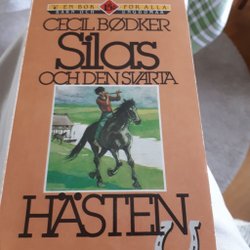 EN BOK FÖR ALLA
BARN OCH UNGDOMAR
CECIL BØDKER
Silas
OCH DEN SVARTA
HÄSTEN